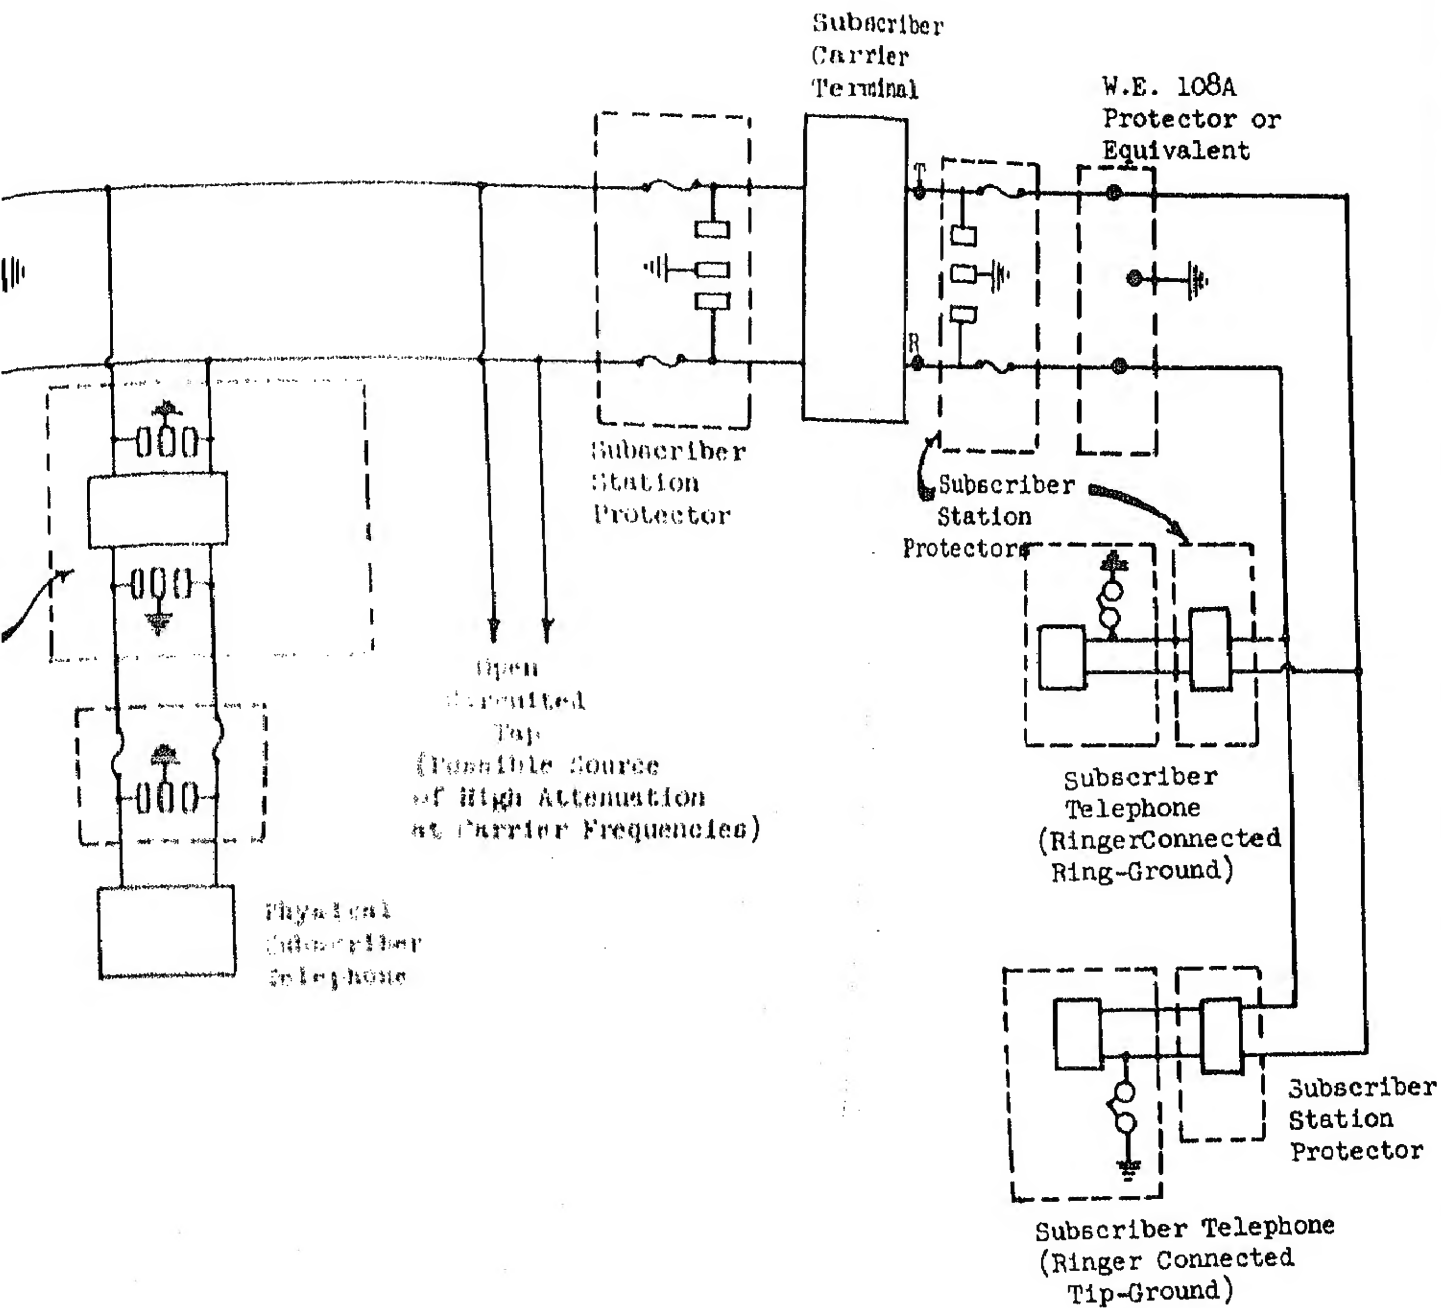 Subscriber
Carrier
Terminal
W.E. 108A
Protector or
Equivalent
T
R
Subscriber
Station
Protector
Subscriber
Station
Protectors
Open
Circuited
Tap
(Possible Source
of High Attenuation
at Carrier Frequencies)
Subscriber
Telephone
(RingerConnected
Ring-Ground)
Physical
Subscriber
Telephone
Subscriber
Station
Protector
Subscriber Telephone
(Ringer Connected
Tip-Ground)